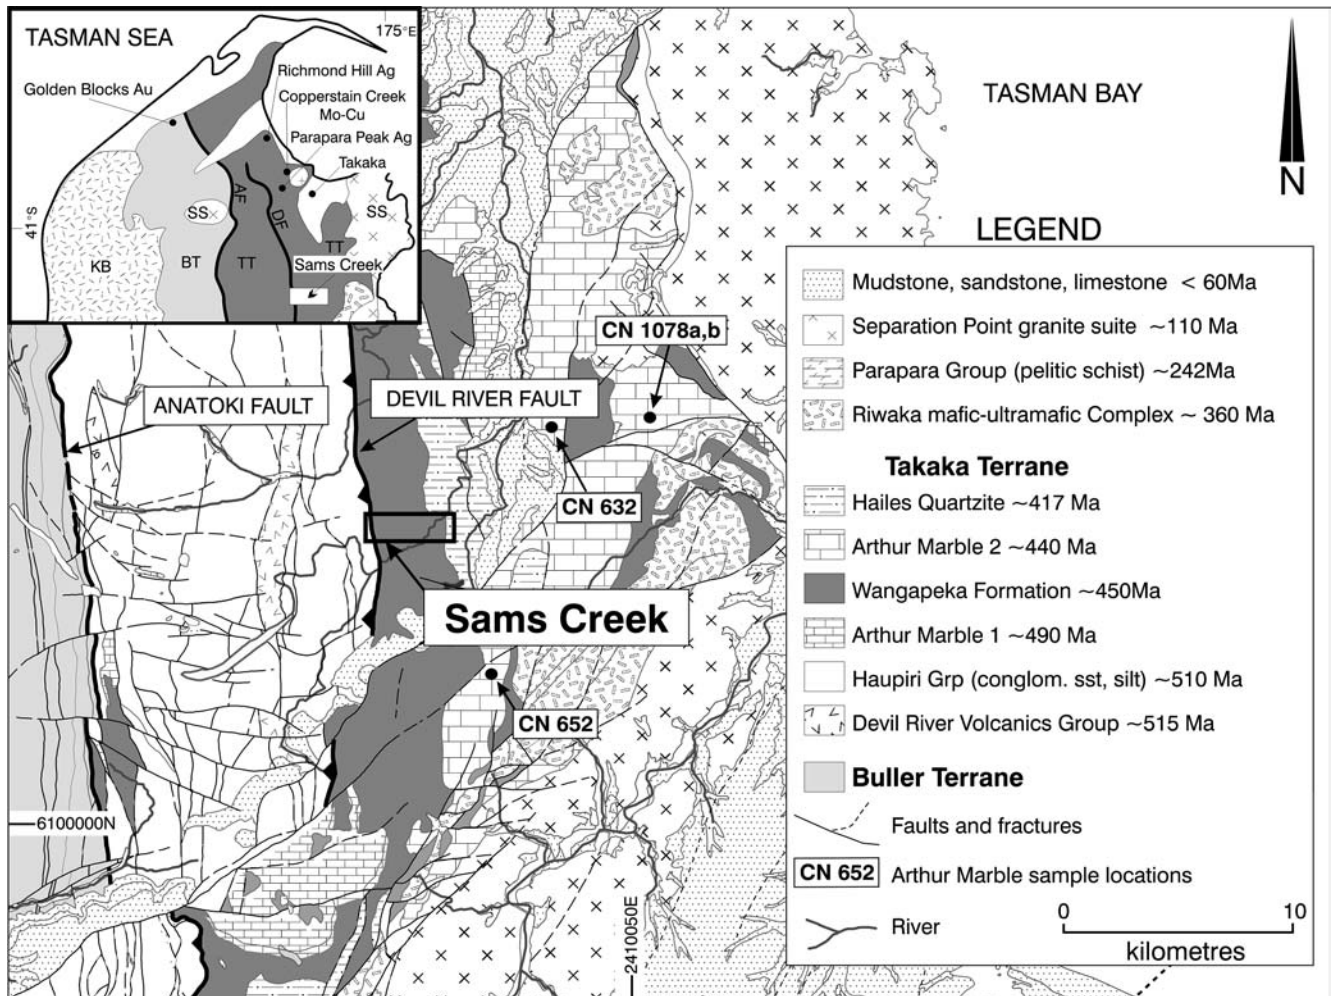 TASMAN SEA
175°E
Golden Blocks Au
Richmond Hill Ag
Copperstain Creek
Mo-Cu
Parapara Peak Ag
Takaka
41°S
SS
AF
DF
SS
TT
KB
BT
TT
Sams Creek
TASMAN BAY
N
ANATOKI FAULT
DEVIL RIVER FAULT
CN 1078a,b
CN 632
Sams Creek
CN 652
6100000N
2410050E
LEGEND
Mudstone, sandstone, limestone < 60Ma
Separation Point granite suite ~110 Ma
Parapara Group (pelitic schist) ~242Ma
Riwaka mafic-ultramafic Complex ~ 360 Ma
Takaka Terrane
Hailes Quartzite ~417 Ma
Arthur Marble 2 ~440 Ma
Wangapeka Formation ~450Ma
Arthur Marble 1 ~490 Ma
Haupiri Grp (conglom. sst, silt) ~510 Ma
Devil River Volcanics Group ~515 Ma
Buller Terrane
Faults and fractures
CN 652 Arthur Marble sample locations
River
0 10
kilometres